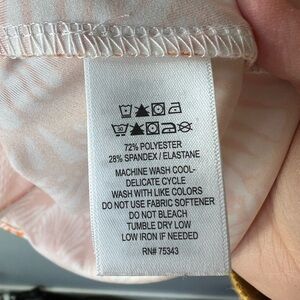 72% POLYESTER
28% SPANDEX / ELASTANE
MACHINE WASH COOL-
DELICATE CYCLE
WASH WITH LIKE COLORS
DO NOT USE FABRIC SOFTENER
DO NOT BLEACH
TUMBLE DRY LOW
LOW IRON IF NEEDED
RN# 75343